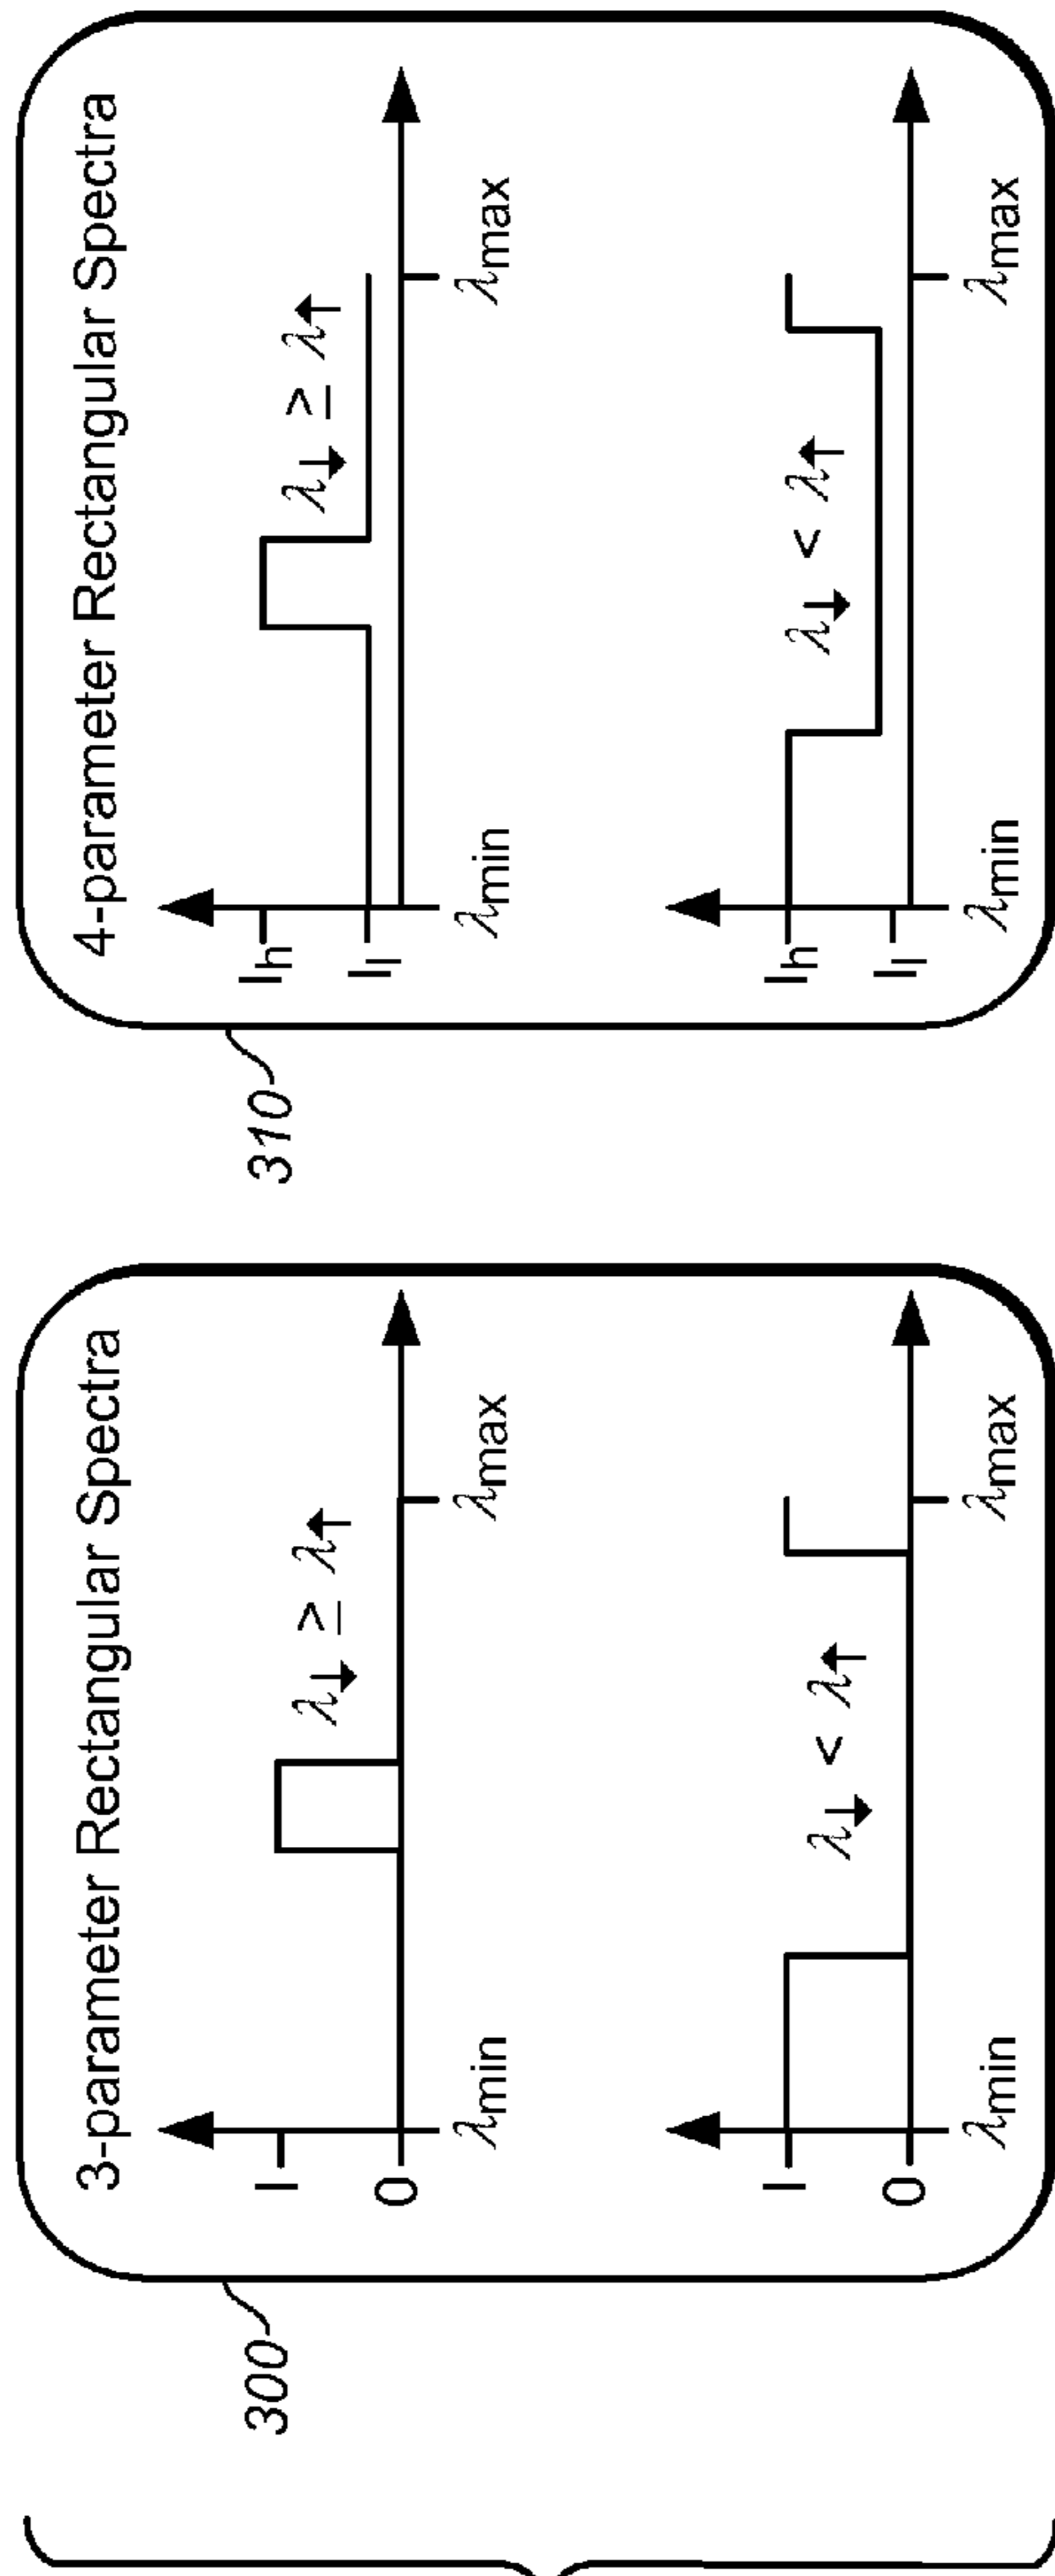 3-parameter Rectangular Spectra
I
0
λ↓ ≥ λ↑
λmin
λmax
I
0
λ↓ < λ↑
λmin
λmax
300
4-parameter Rectangular Spectra
Ih
Il
λ↓ ≥ λ↑
λmin
λmax
Ih
Il
λ↓ < λ↑
λmin
λmax
310